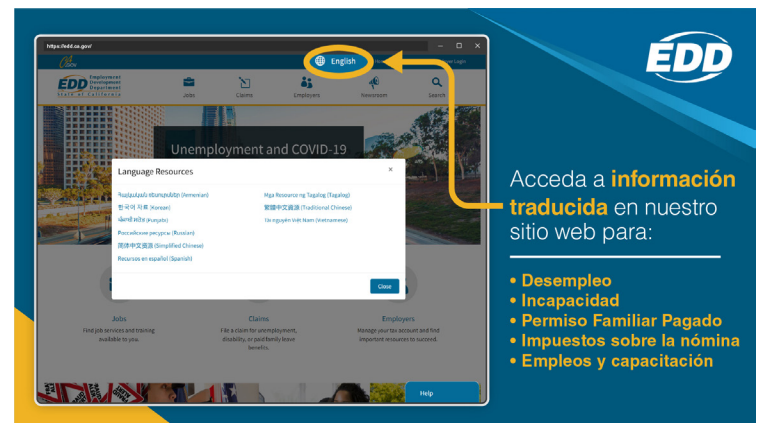 https://edd.ca.gov/
English
EDD
Employment
Development
Department
State of California
Jobs
Claims
Employers
Newsroom
Search
Unemployment and COVID-19
Language Resources
×
Հայկական ռեսուրսներ (Armenian)
한국어 자료 (Korean)
ਪੰਜਾਬੀ ਸਰੋਤ (Punjabi)
Российские ресурсы (Russian)
简体中文資源 (Simplified Chinese)
Recursos en español (Spanish)
Mga Resource ng Tagalog (Tagalog)
繁體中文資源 (Traditional Chinese)
Tài nguyên Việt Nam (Vietnamese)
Close
Jobs
Find job services and training
available to you.
Claims
File a claim for unemployment,
disability, or paid family leave
benefits.
Employers
Manage your tax account and find
important resources to succeed.
Help
EDD
Acceda a información
traducida en nuestro
sitio web para:
• Desempleo
• Incapacidad
• Permiso Familiar Pagado
• Impuestos sobre la nómina
• Empleos y capacitación